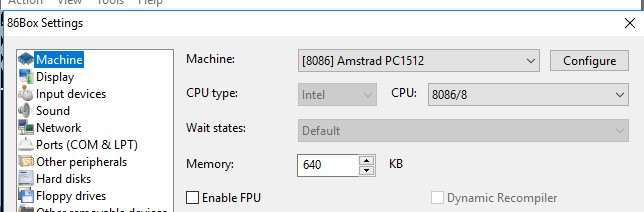 Action View Tools Help
86Box Settings
Machine
Display
Input devices
Sound
Network
Ports (COM & LPT)
Other peripherals
Hard disks
Floppy drives
Other removable devices
Machine: [8086] Amstrad PC1512 Configure
CPU type: Intel CPU: 8086/8
Wait states: Default
Memory: 640 KB
Enable FPU Dynamic Recompiler